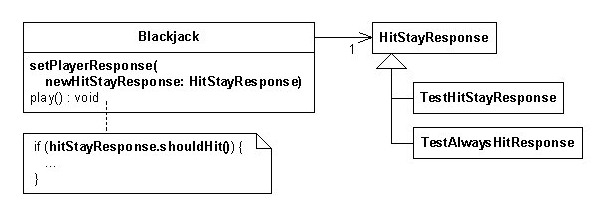 Blackjack
setPlayerResponse(
newHitStayResponse: HitStayResponse)
play() : void
if (hitStayResponse.shouldHit()) {
...
}
1
HitStayResponse
TestHitStayResponse
TestAlwaysHitResponse